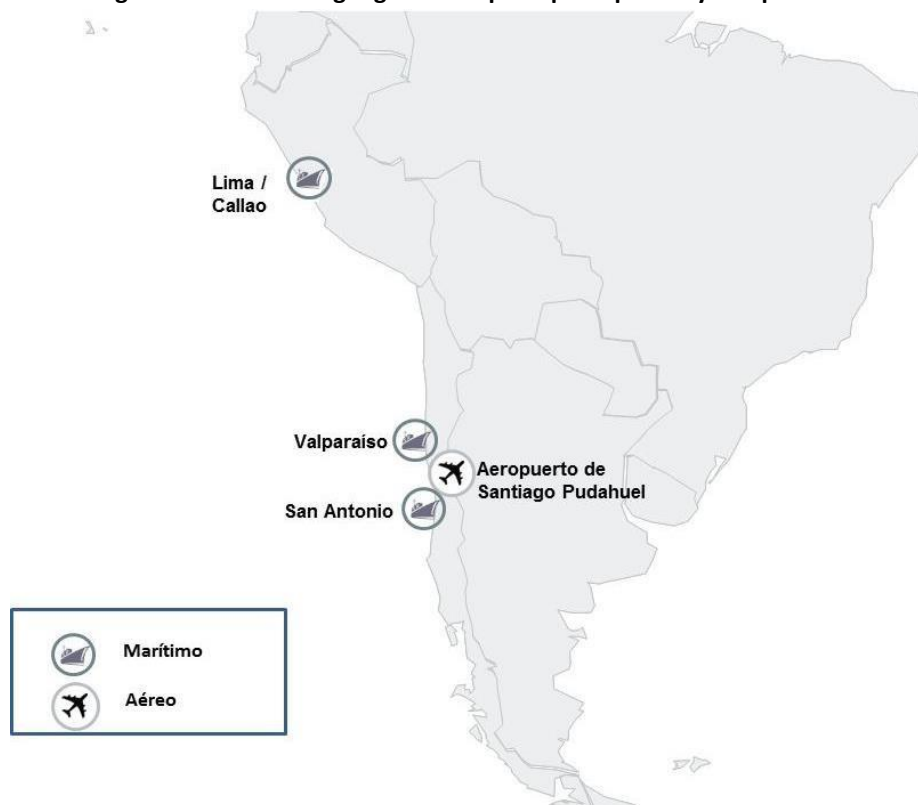 Lima /
Callao
Valparaíso
Aeropuerto de
Santiago Pudahuel
San Antonio
Marítimo
Aéreo